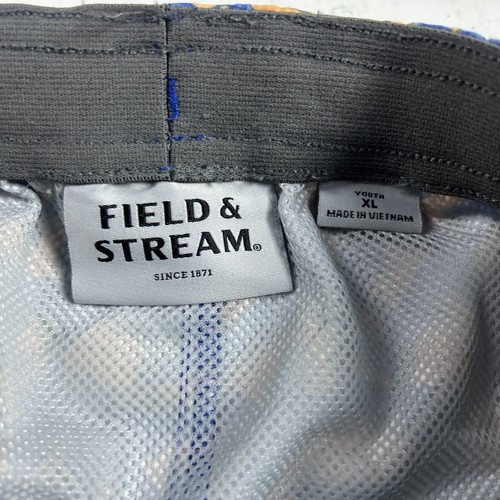 FIELD &
STREAM®
SINCE 1871
YOUTH
XL
MADE IN VIETNAM